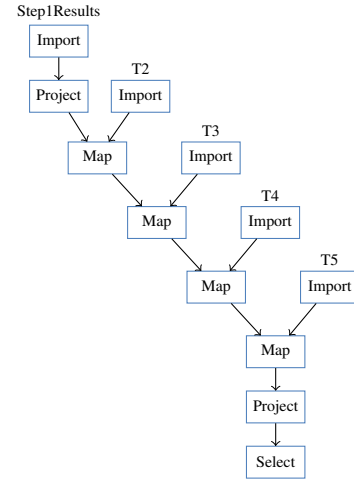 Step1Results
Import
T2
Project
Import
T3
Map
Import
T4
Map
Import
T5
Map
Import
Map
Project
Select